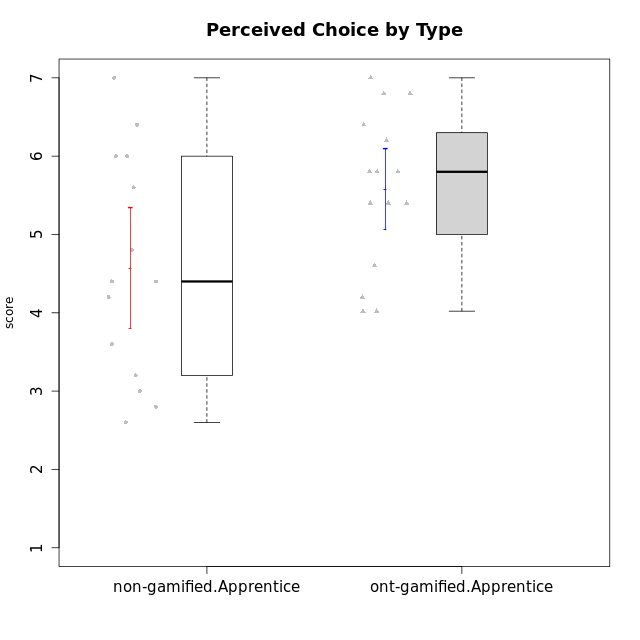 Perceived Choice by Type
score
7
6
5
4
3
2
1
non-gamified.Apprentice
ont-gamified.Apprentice